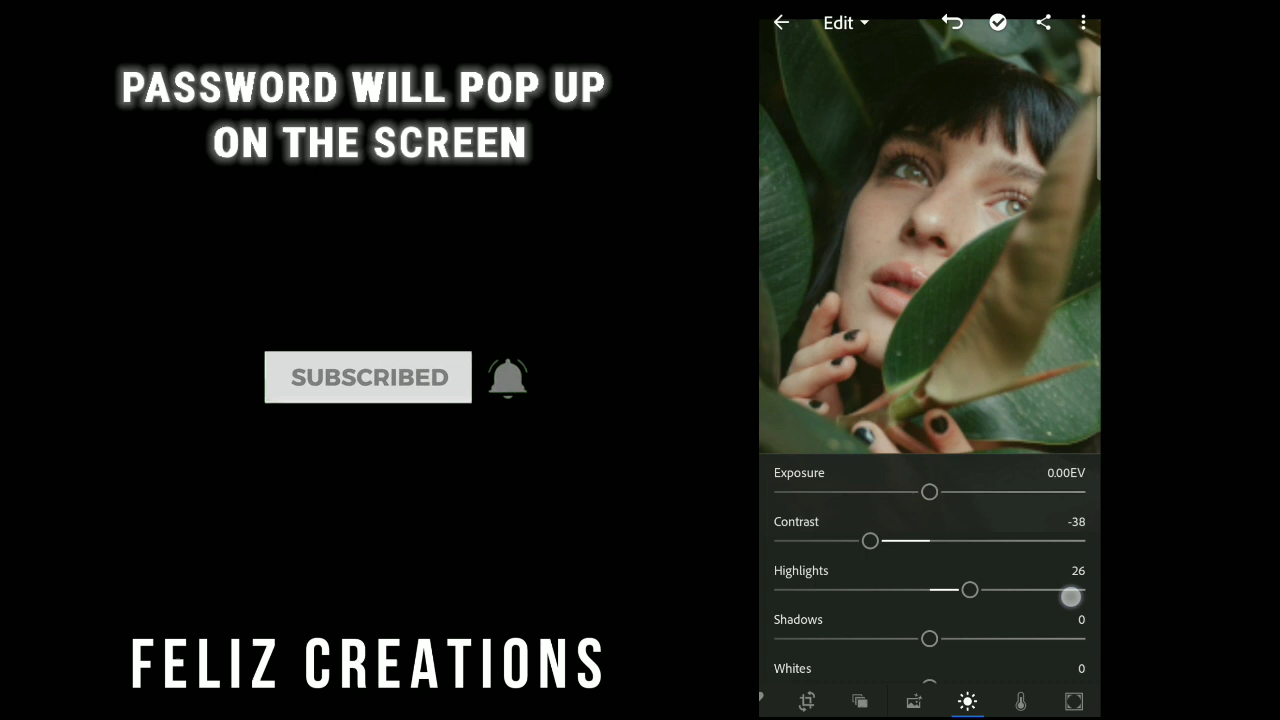 PASSWORD WILL POP UP
ON THE SCREEN
SUBSCRIBED
FELIZ CREATIONS
Edit
Exposure 0.00EV
Contrast -38
Highlights 26
Shadows 0
Whites 0